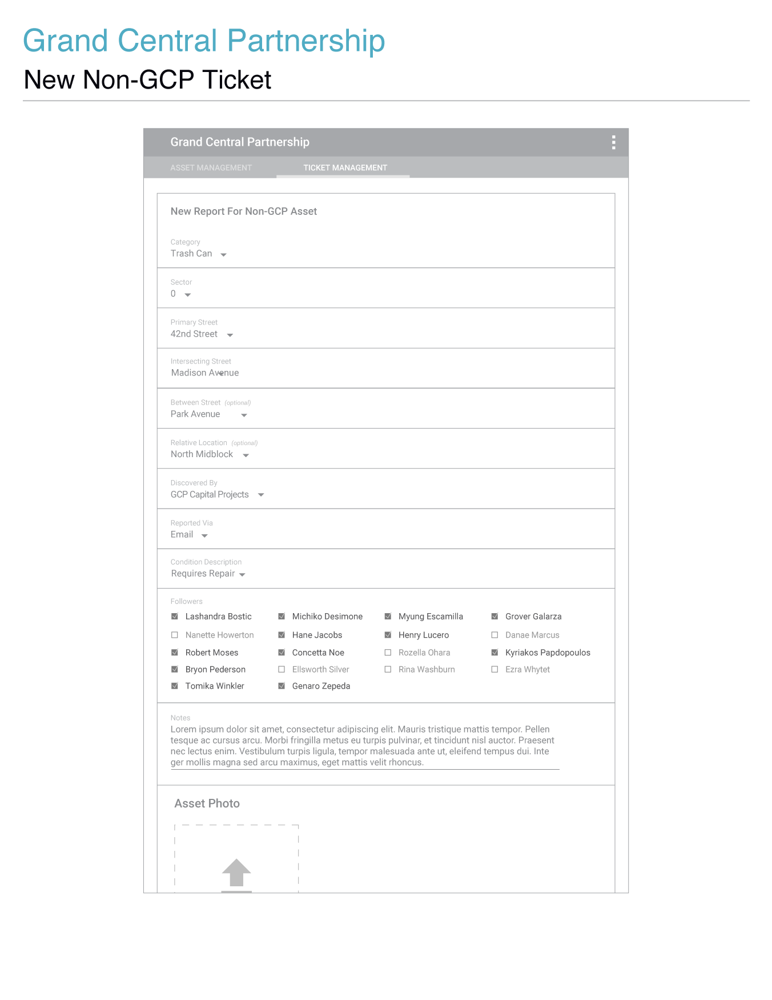 Grand Central Partnership
New Non-GCP Ticket
Grand Central Partnership
ASSET MANAGEMENT TICKET MANAGEMENT
New Report For Non-GCP Asset
Category
Trash Can
Sector
0
Primary Street
42nd Street
Intersecting Street
Madison Avenue
Between Street (optional)
Park Avenue
Relative Location (optional)
North Midblock
Discovered By
GCP Capital Projects
Reported Via
Email
Condition Description
Requires Repair
Followers
Lashandra Bostic Michiko Desimone Myung Escamilla Grover Galarza
Nanette Howerton Hane Jacobs Henry Lucero Danae Marcus
Robert Moses Concetta Noe Rozella Ohara Kyriakos Papdopoulos
Bryon Pederson Ellsworth Silver Rina Washburn Ezra Whytet
Tomika Winkler Genaro Zepeda
Notes
Lorem ipsum dolor sit amet, consectetur adipiscing elit. Mauris tristique mattis tempor. Pellen
tesque ac cursus arcu. Morbi fringilla metus eu turpis pulvinar, et tincidunt nisl auctor. Praesent
nec lectus enim. Vestibulum turpis ligula, tempor malesuada ante ut, eleifend tempus dui. Inte
ger mollis magna sed arcu maximus, eget mattis velit rhoncus.
Asset Photo